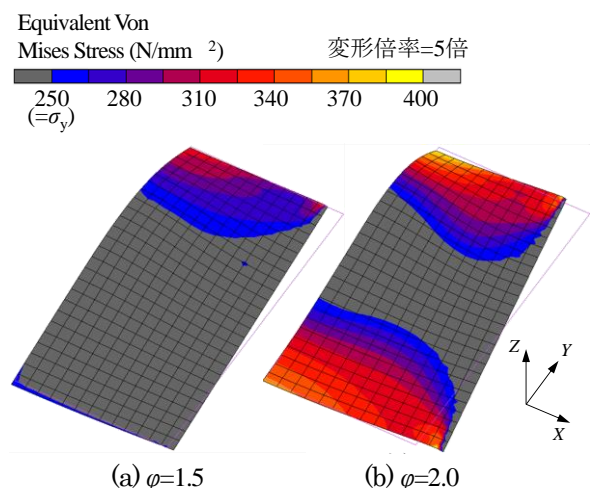 Equivalent Von
Mises Stress (N/mm 2) 変形倍率=5倍
250 280 310 340 370 400
(=σy)
Z
Y
X
(a) φ=1.5 (b) φ=2.0